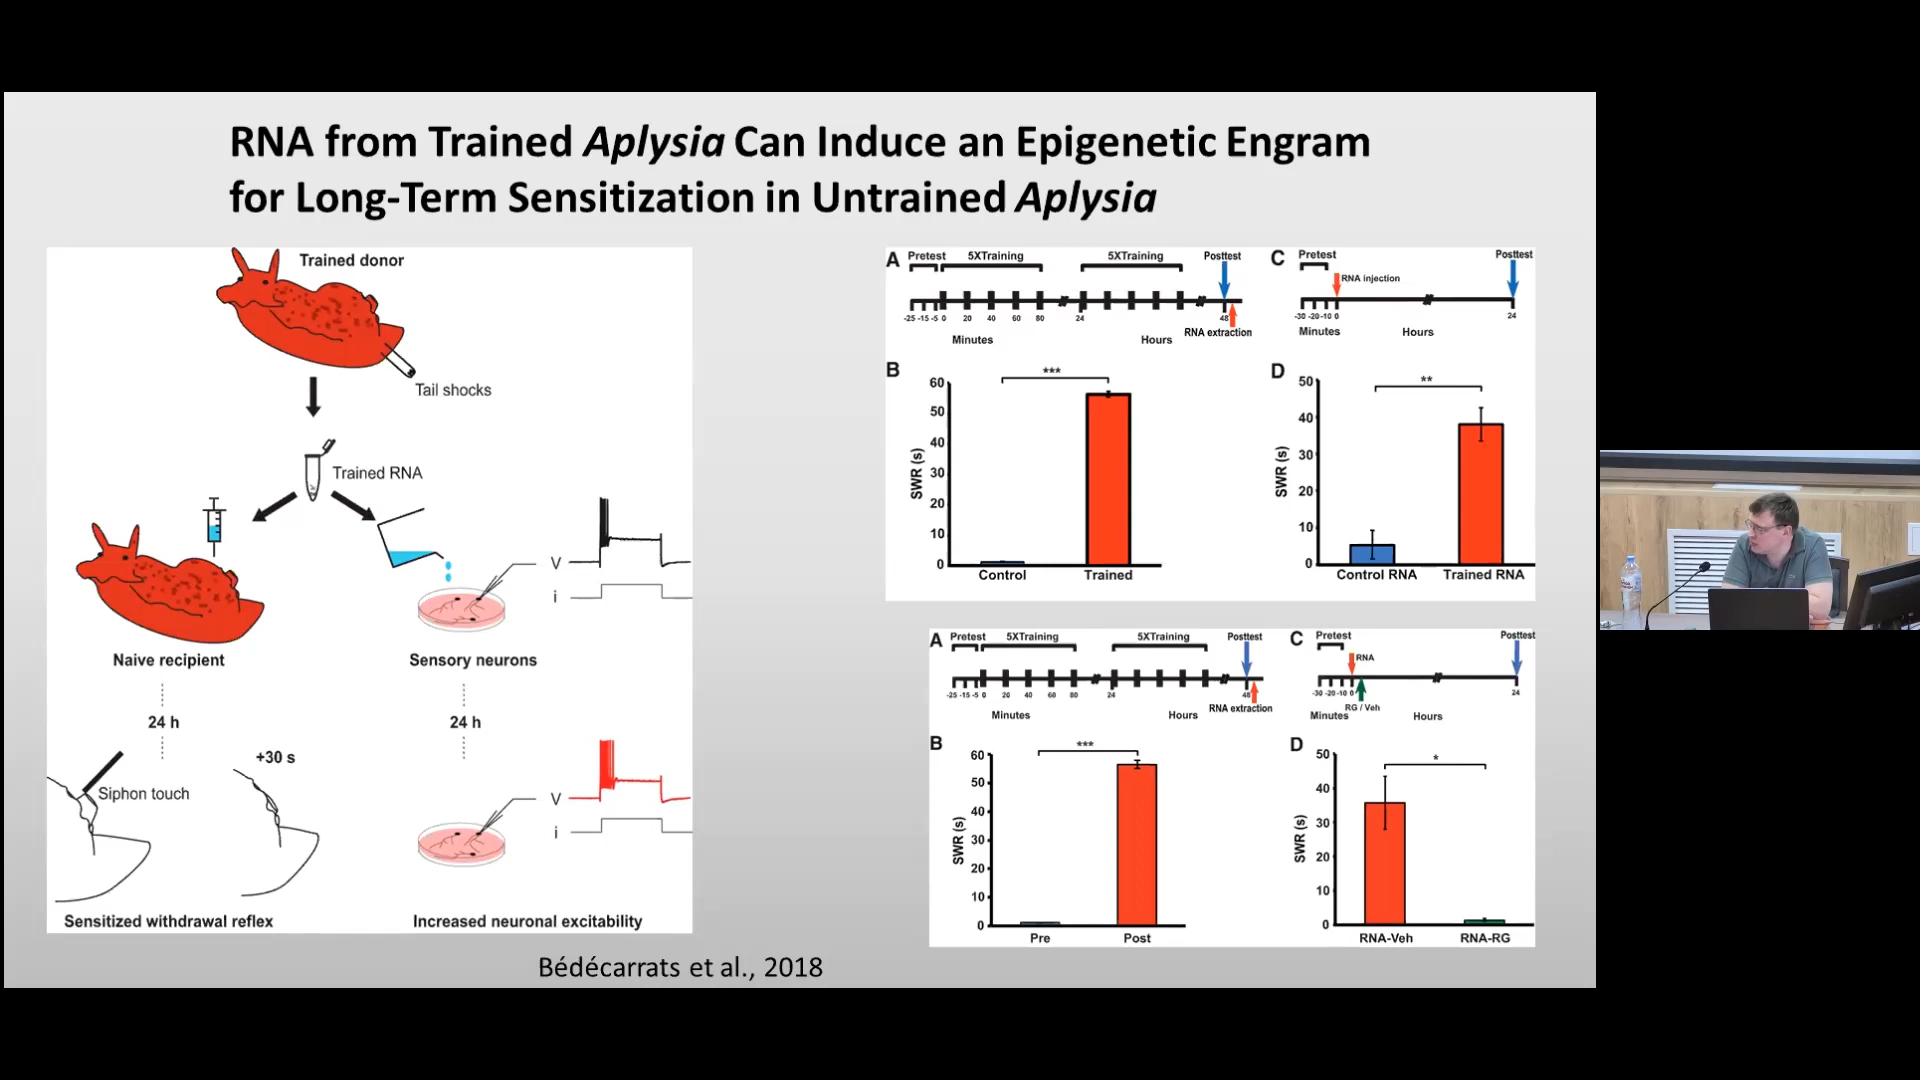 RNA from Trained Aplysia Can Induce an Epigenetic Engram
for Long-Term Sensitization in Untrained Aplysia
Trained donor
Tail shocks
Trained RNA
V
i
Naive recipient
Sensory neurons
24 h
24 h
+30 s
Siphon touch
V
i
Sensitized withdrawal reflex
Increased neuronal excitability
A
Pretest
5XTraining
5XTraining
Posttest
-25 -15 -5 0 20 40 60 80 24 48
RNA extraction
Minutes
Hours
C
Pretest
Posttest
RNA injection
-30 -20 -10 0 24
Minutes
Hours
B
SWR (s)
60
50
40
30
20
10
0
***
Control
Trained
D
SWR (s)
50
40
30
20
10
0
**
Control RNA
Trained RNA
A
Pretest
5XTraining
5XTraining
Posttest
-25 -15 -5 0 20 40 60 80 24 48
RNA extraction
Minutes
Hours
C
Pretest
Posttest
RNA
-30 -20 -10 0 24
RG / Veh
Minutes
Hours
B
SWR (s)
60
50
40
30
20
10
0
***
Pre
Post
D
SWR (s)
50
40
30
20
10
0
*
RNA-Veh
RNA-RG
Bédécarrats et al., 2018